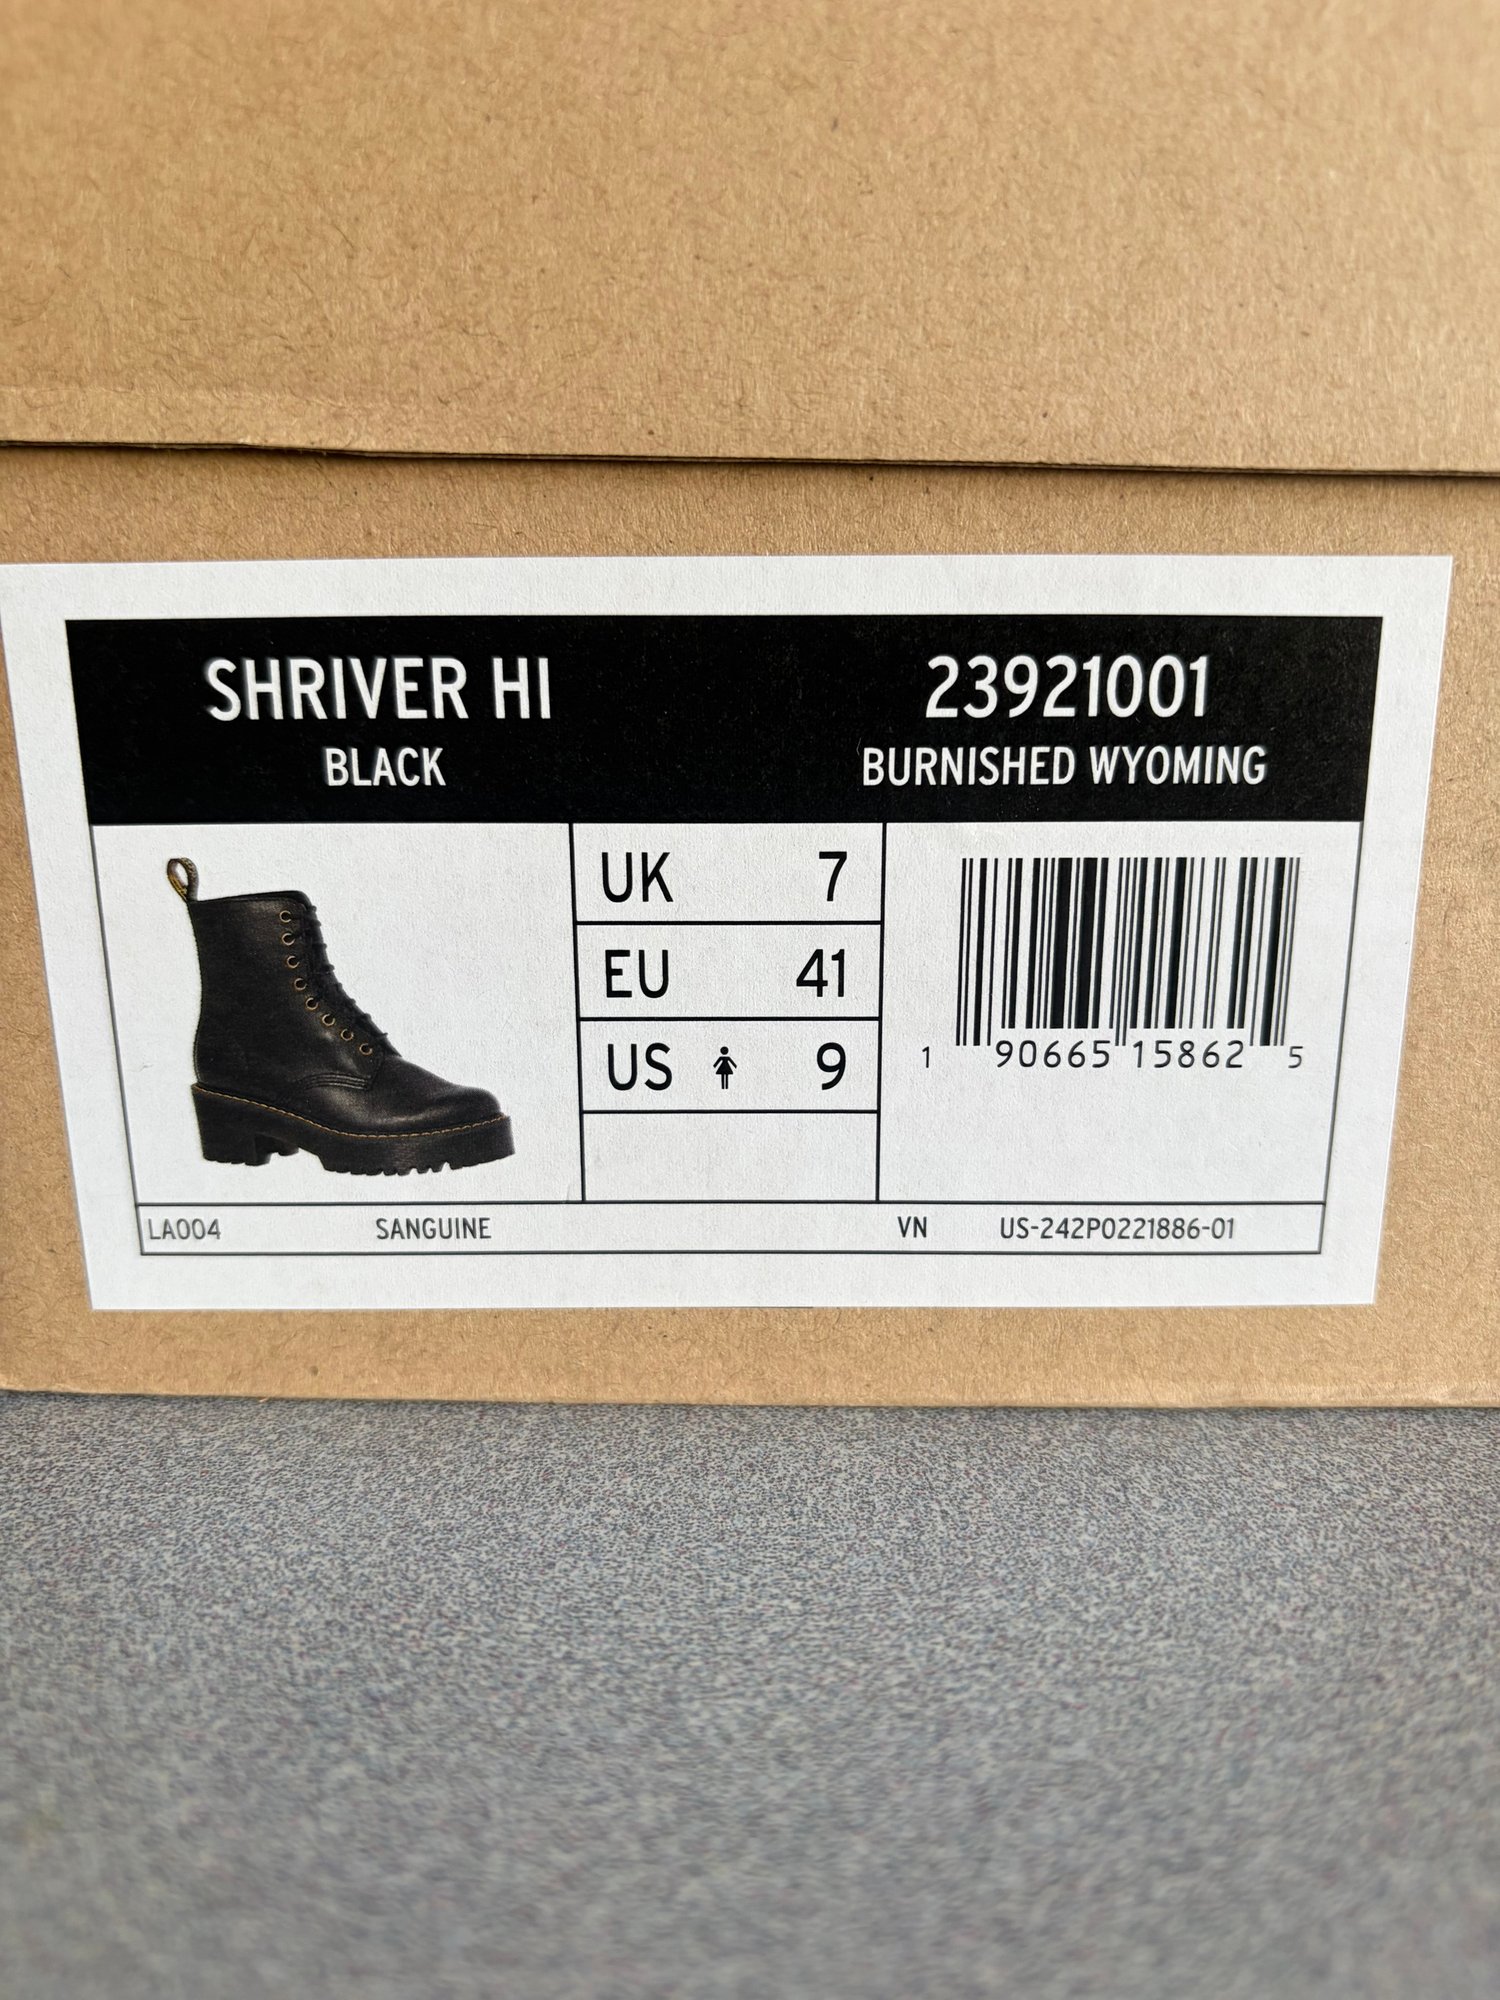 SHRIVER HI 23921001
BLACK BURNISHED WYOMING
UK 7
EU 41
US 9
1 90665 15862 5
LA004 SANGUINE VN US-242P0221886-01